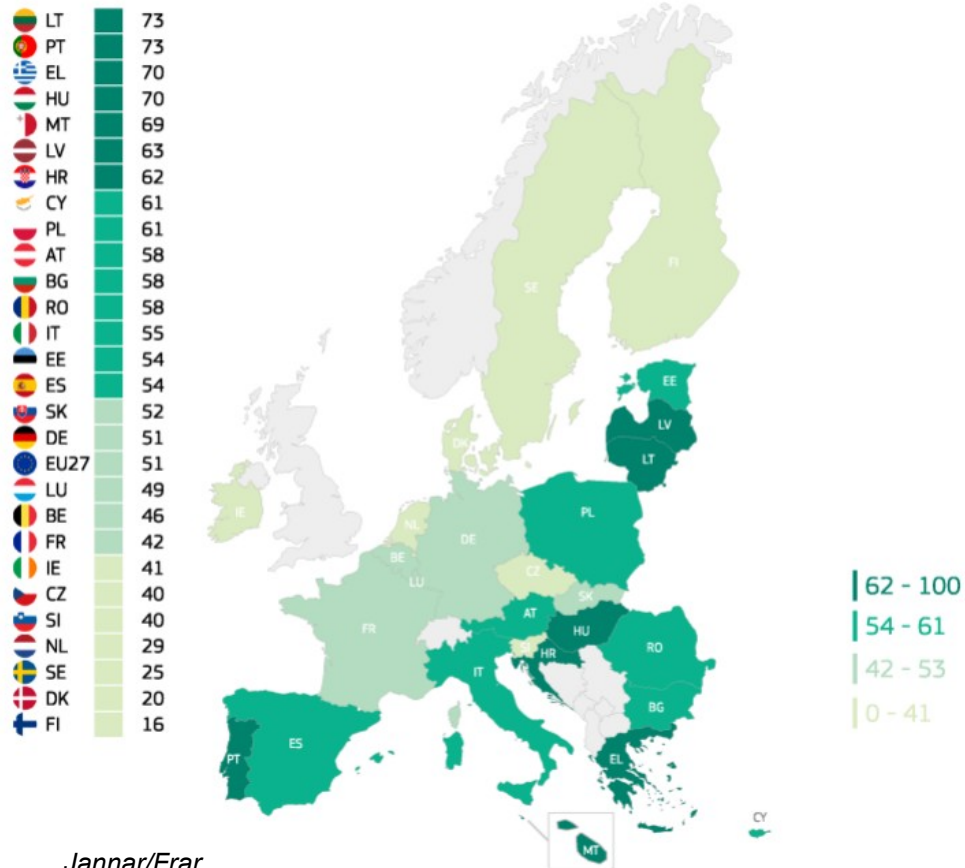 LT 73
PT 73
EL 70
HU 70
MT 69
LV 63
HR 62
CY 61
PL 61
AT 58
BG 58
RO 58
IT 55
EE 54
ES 54
SK 52
DE 51
EU27 51
LU 49
BE 46
FR 42
IE 41
CZ 40
SI 40
NL 29
SE 25
DK 20
FI 16
FI
SE
EE
LV
DK
LT
IE
NL
PL
DE
BE
CZ
LU
SK
AT
FR
HU
SI
HR
RO
IT
BG
ES
PT
EL
CY
MT
62 - 100
54 - 61
42 - 53
0 - 41
Jannar/Frar